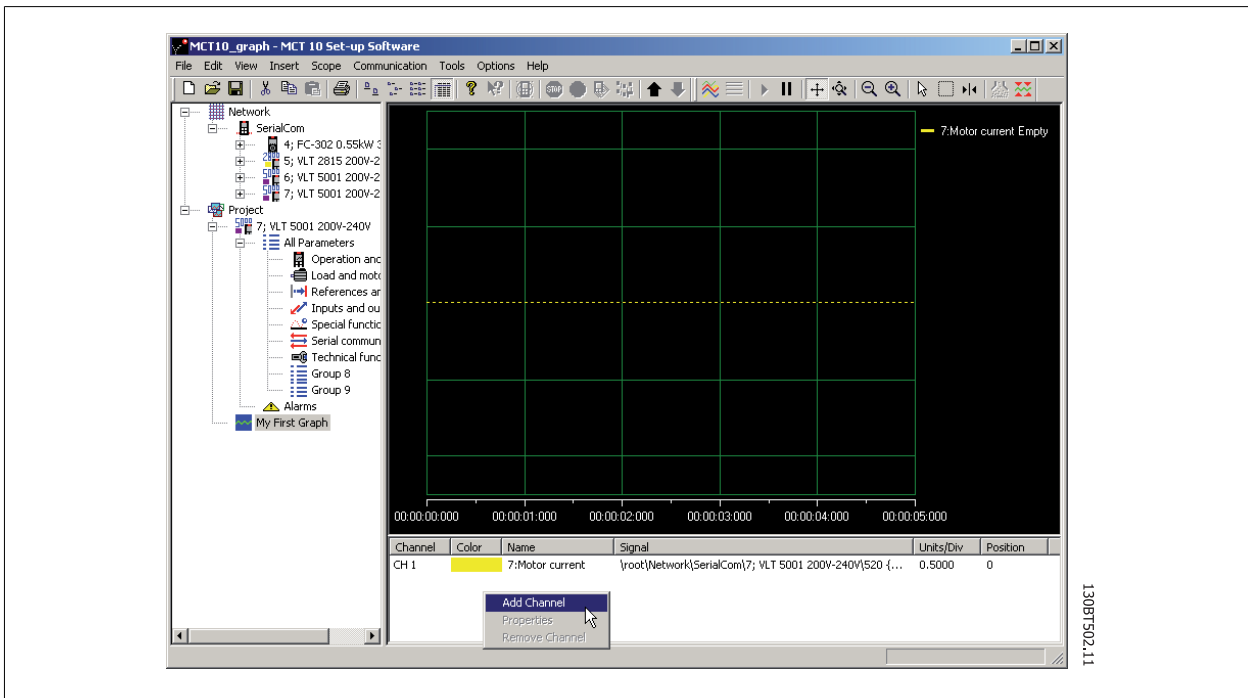 MCT10_graph - MCT 10 Set-up Software
File Edit View Insert Scope Communication Tools Options Help
Network
SerialCom
4; FC-302 0.55kW 3
5; VLT 2815 200V-2
6; VLT 5001 200V-2
7; VLT 5001 200V-2
Project
7; VLT 5001 200V-240V
All Parameters
Operation and
Load and moto
References ar
Inputs and ou
Special functic
Serial commun
Technical func
Group 8
Group 9
Alarms
My First Graph
7:Motor current Empty
00:00:00:000 00:00:01:000 00:00:02:000 00:00:03:000 00:00:04:000 00:00:05:000
Channel Color Name Signal Units/Div Position
CH 1 7:Motor current \root\Network\SerialCom\7; VLT 5001 200V-240V\520 {... 0.5000 0
Add Channel
Properties
Remove Channel
130BT502.11